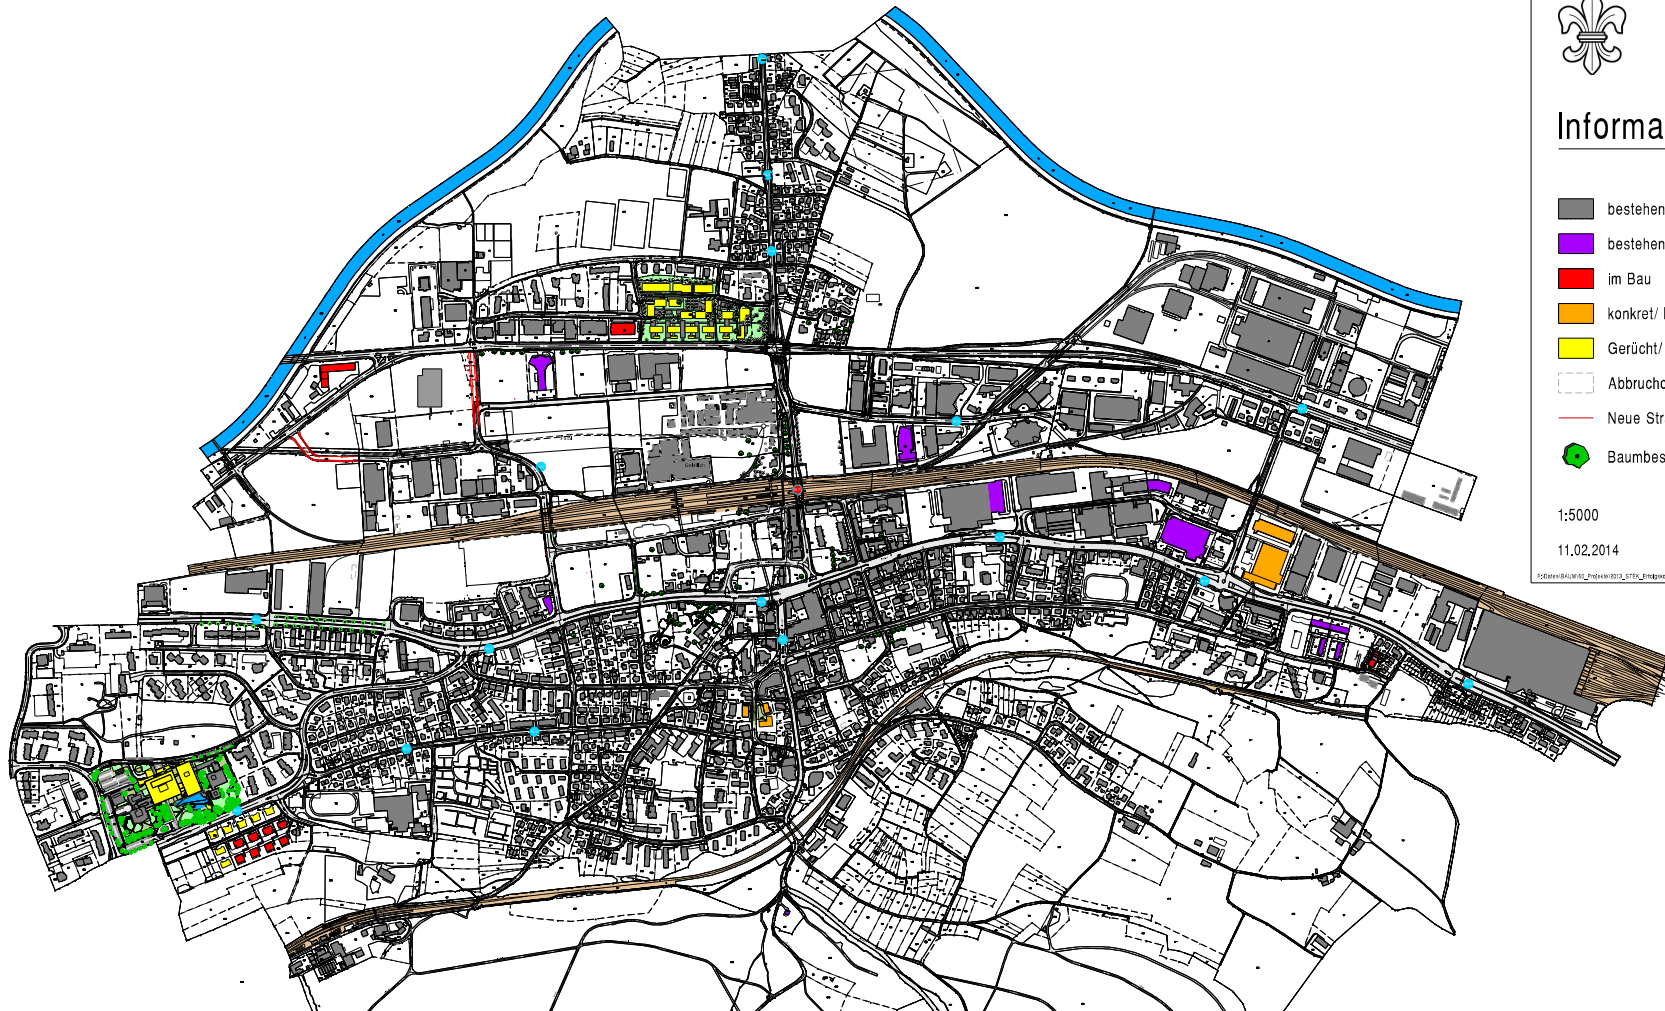 Informa
bestehen
bestehen
im Bau
konkret/
Gerücht/
Abbruch
Neue Str
Baumbes
1:5000
11.02.2014